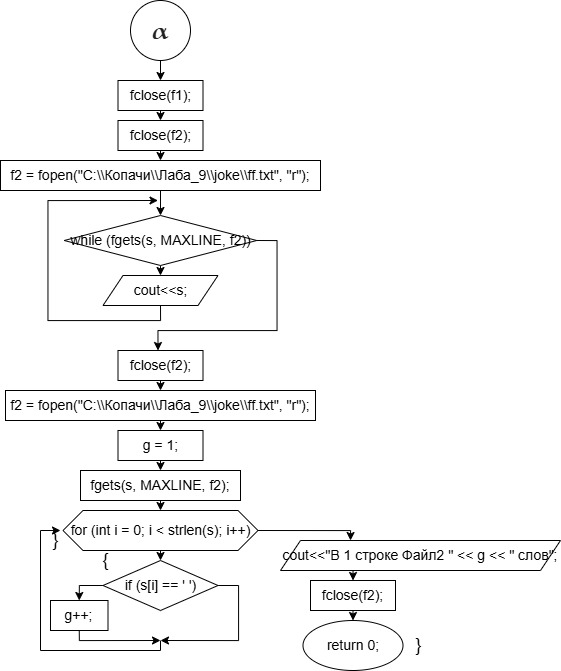 α
fclose(f1);
fclose(f2);
f2 = fopen("C:\\Копачи\\Лаба_9\\joke\\ff.txt", "r");
while (fgets(s, MAXLINE, f2))
cout<<s;
fclose(f2);
f2 = fopen("C:\\Копачи\\Лаба_9\\joke\\ff.txt", "r");
g = 1;
fgets(s, MAXLINE, f2);
for (int i = 0; i < strlen(s); i++)
}
{
if (s[i] == ' ')
g++;
cout<<"В 1 строке Файл2 " << g << " слов";
fclose(f2);
return 0;
}